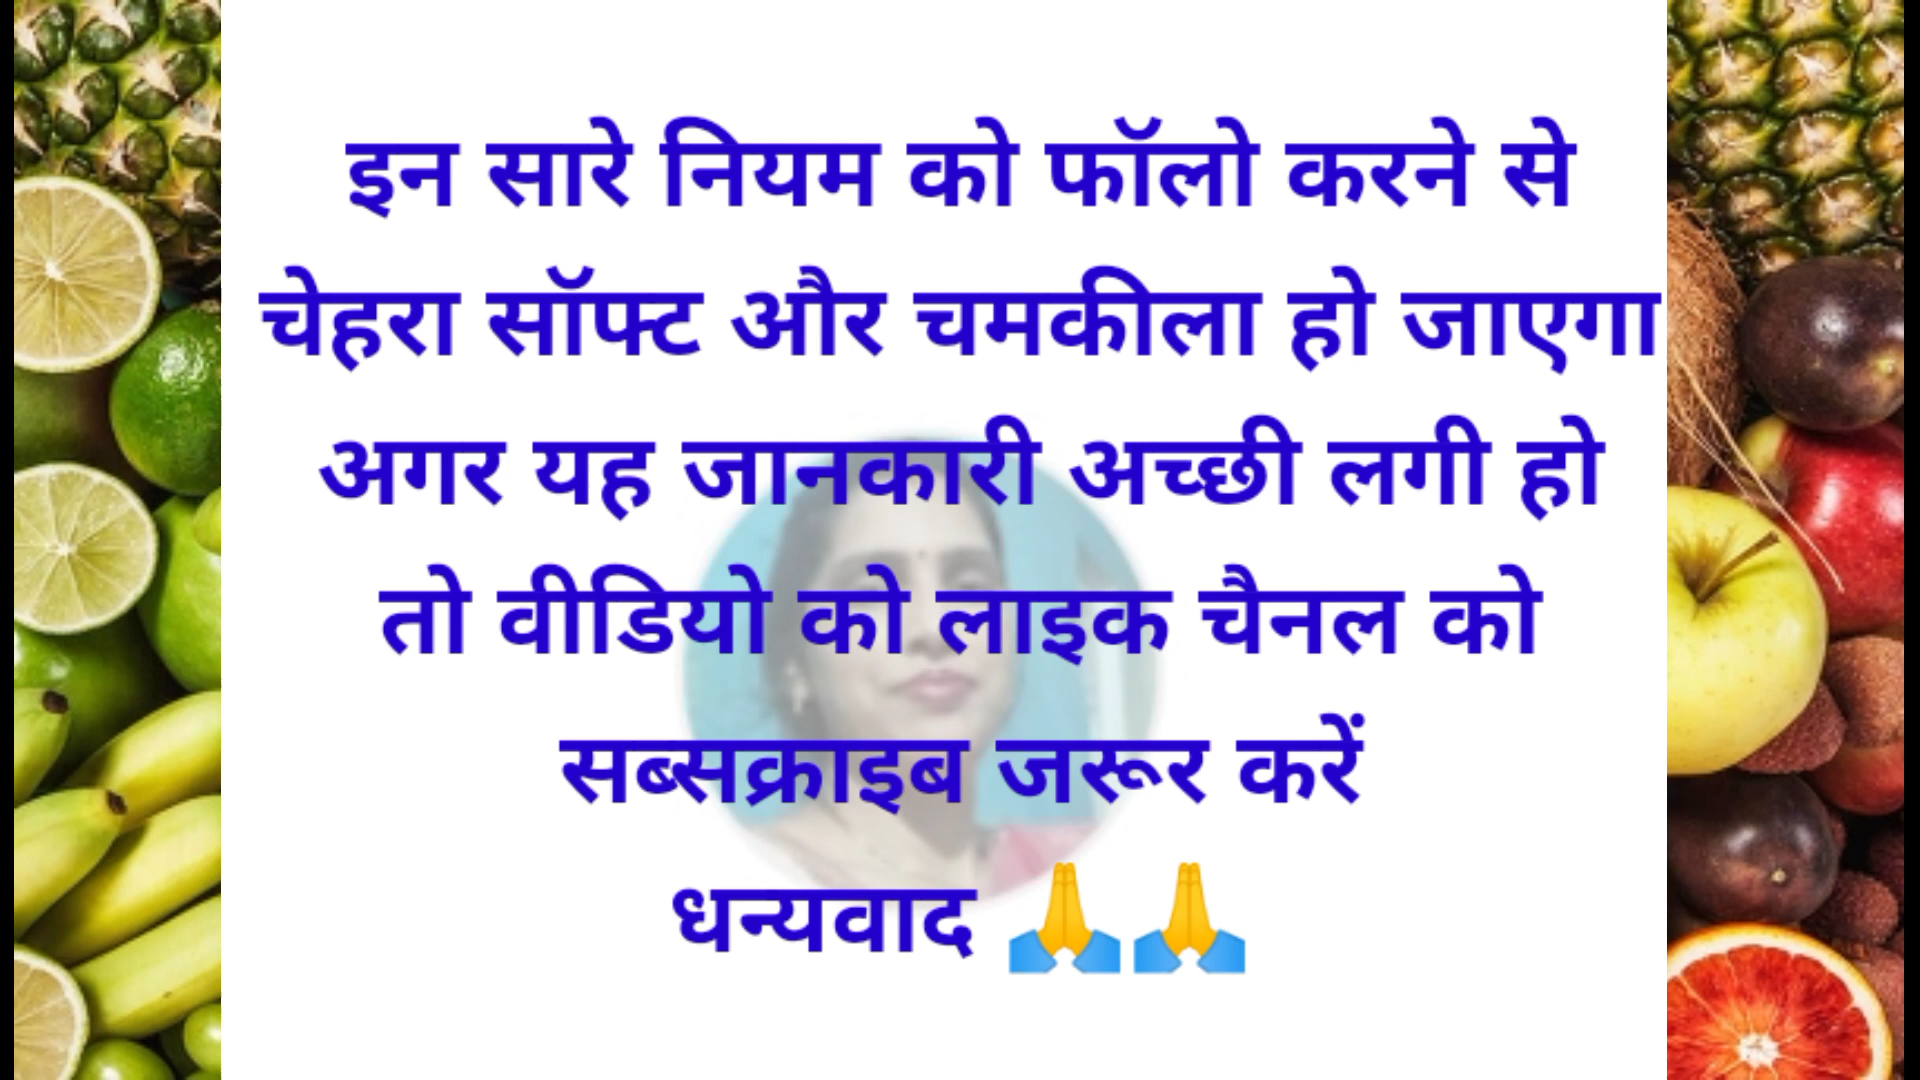 इन सारे नियम को फॉलो करने से
चेहरा सॉफ्ट और चमकीला हो जाएगा
अगर यह जानकारी अच्छी लगी हो
तो वीडियो को लाइक चैनल को
सब्सक्राइब जरूर करें
धन्यवाद 🙏🙏